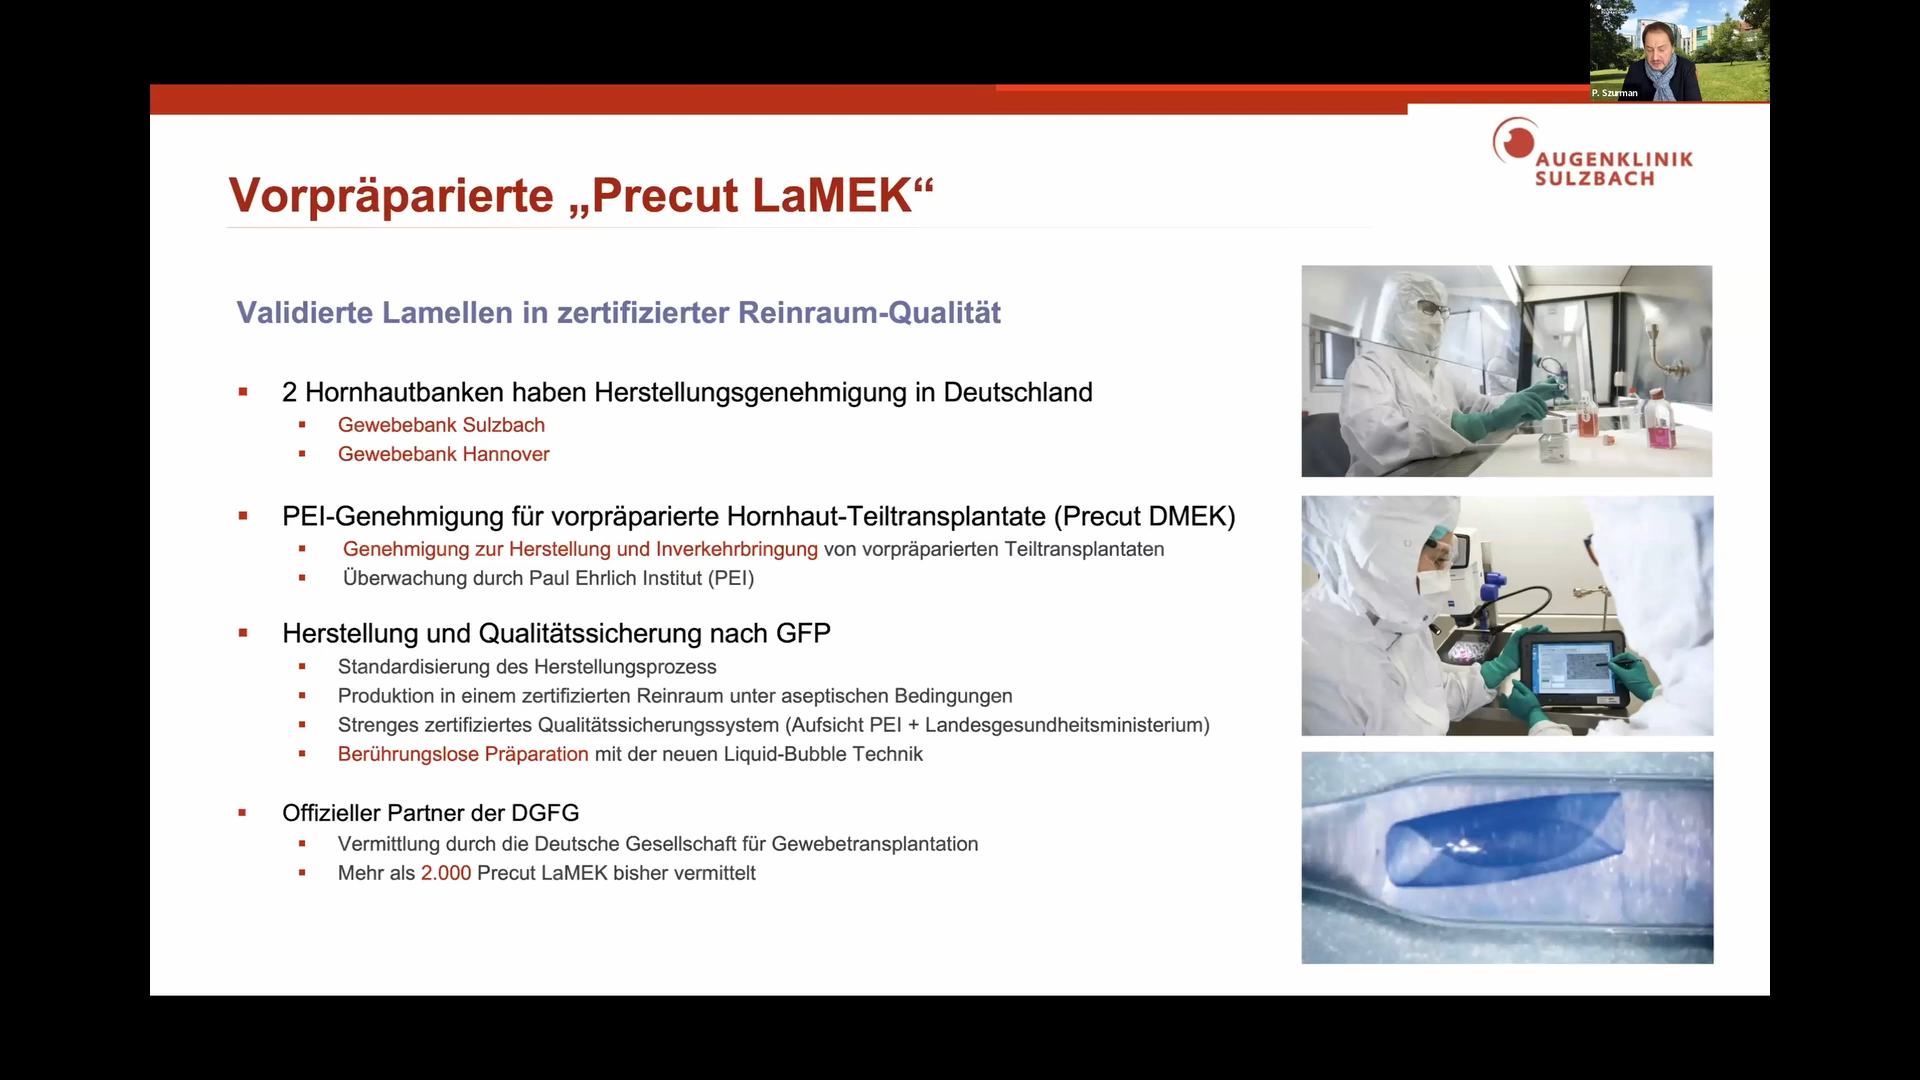 P. Szurman
AUGENKLINIK
SULZBACH
Vorpräparierte „Precut LaMEK“
Validierte Lamellen in zertifizierter Reinraum-Qualität
2 Hornhautbanken haben Herstellungsgenehmigung in Deutschland
Gewebebank Sulzbach
Gewebebank Hannover
PEI-Genehmigung für vorpräparierte Hornhaut-Teiltransplantate (Precut DMEK)
Genehmigung zur Herstellung und Inverkehrbringung von vorpräparierten Teiltransplantaten
Überwachung durch Paul Ehrlich Institut (PEI)
Herstellung und Qualitätssicherung nach GFP
Standardisierung des Herstellungsprozess
Produktion in einem zertifizierten Reinraum unter aseptischen Bedingungen
Strenges zertifiziertes Qualitätssicherungssystem (Aufsicht PEI + Landesgesundheitsministerium)
Berührungslose Präparation mit der neuen Liquid-Bubble Technik
Offizieller Partner der DGFG
Vermittlung durch die Deutsche Gesellschaft für Gewebetransplantation
Mehr als 2.000 Precut LaMEK bisher vermittelt